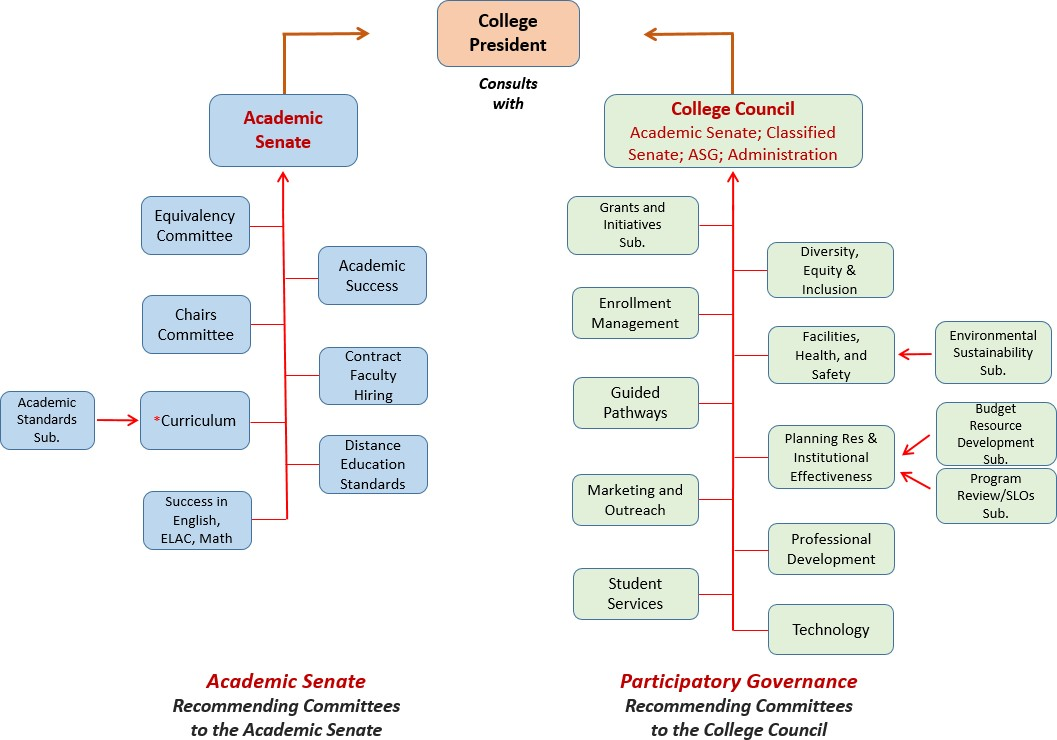 College
President
Consults
with
Academic
Senate
College Council
Academic Senate; Classified
Senate; ASG; Administration
Equivalency
Committee
Academic
Success
Chairs
Committee
Contract
Faculty
Hiring
Academic
Standards
Sub.
*Curriculum
Distance
Education
Standards
Success in
English,
ELAC, Math
Grants and
Initiatives
Sub.
Diversity,
Equity &
Inclusion
Enrollment
Management
Facilities,
Health, and
Safety
Environmental
Sustainability
Sub.
Guided
Pathways
Planning Res &
Institutional
Effectiveness
Budget
Resource
Development
Sub.
Program
Review/SLOs
Sub.
Marketing and
Outreach
Professional
Development
Student
Services
Technology
Academic Senate
Recommending Committees
to the Academic Senate
Participatory Governance
Recommending Committees
to the College Council